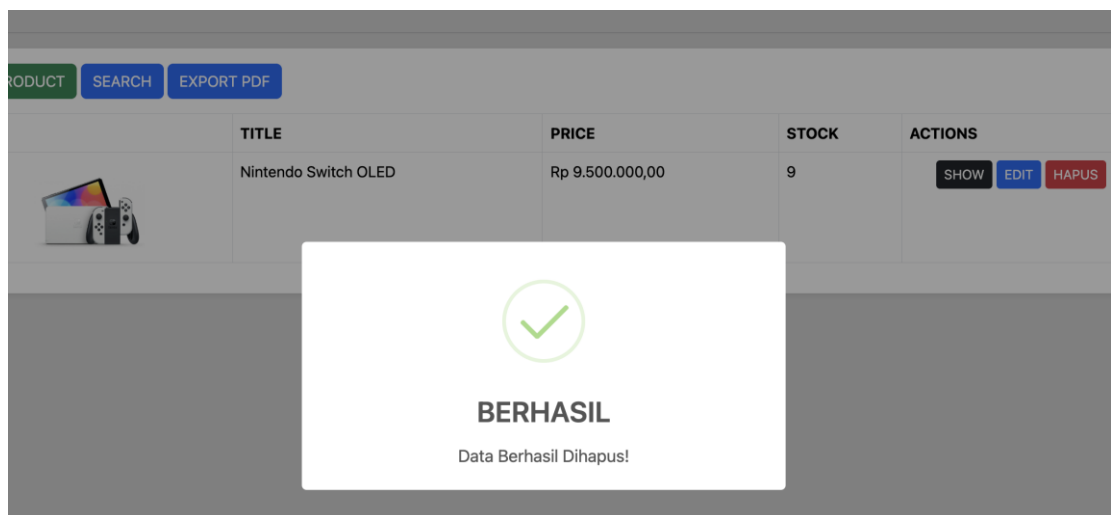 RODUCT SEARCH EXPORT PDF
TITLE PRICE STOCK ACTIONS
Nintendo Switch OLED Rp 9.500.000,00 9 SHOW EDIT HAPUS
BERHASIL
Data Berhasil Dihapus!